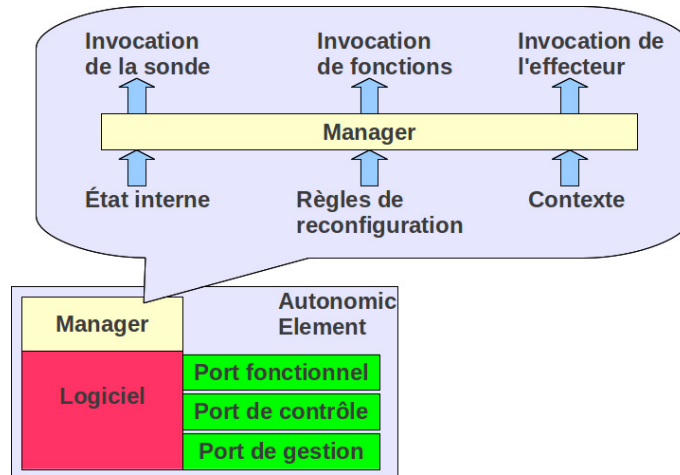 Invocation
de la sonde
Invocation
de fonctions
Invocation de
l'effecteur
Manager
État interne
Règles de
reconfiguration
Contexte
Manager
Autonomic
Element
Logiciel
Port fonctionnel
Port de contrôle
Port de gestion